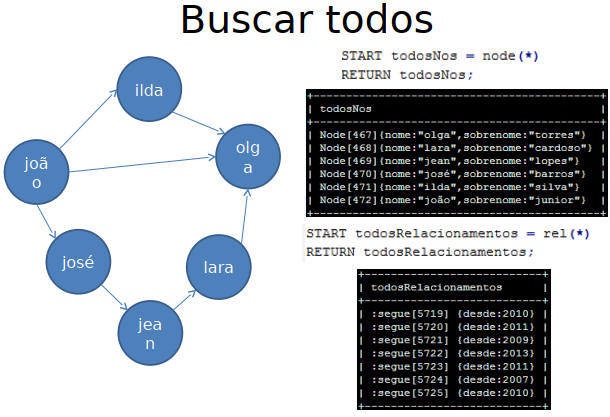 Buscar todos
ilda
joã
o
olg
a
josé
lara
jea
n
START todosNos = node(*)
RETURN todosNos;
| todosNos |
| Node[467]{nome:"olga",sobrenome:"torres"} |
| Node[468]{nome:"lara",sobrenome:"cardoso"} |
| Node[469]{nome:"jean",sobrenome:"lopes"} |
| Node[470]{nome:"josé",sobrenome:"barros"} |
| Node[471]{nome:"ilda",sobrenome:"silva"} |
| Node[472]{nome:"joão",sobrenome:"junior"} |
START todosRelacionamentos = rel(*)
RETURN todosRelacionamentos;
| todosRelacionamentos |
| :segue[5719] {desde:2010} |
| :segue[5720] {desde:2011} |
| :segue[5721] {desde:2009} |
| :segue[5722] {desde:2013} |
| :segue[5723] {desde:2011} |
| :segue[5724] {desde:2007} |
| :segue[5725] {desde:2010} |